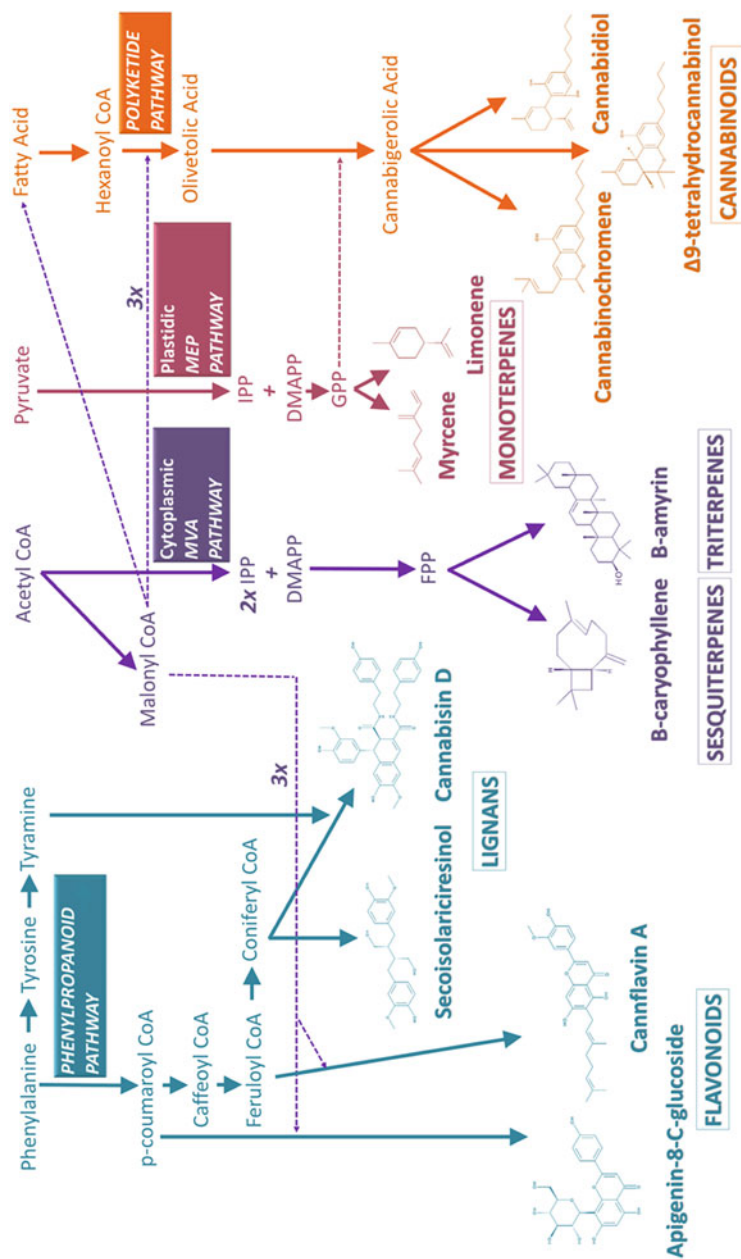 Phenylalanine
Tyrosine
Tyramine
PHENYLPROPANOID
PATHWAY
p-coumaroyl CoA
Caffeoyl CoA
Feruloyl CoA
Coniferyl CoA
3x
Secoisolariciresinol
Cannabisin D
LIGNANS
Apigenin-8-C-glucoside
Cannflavin A
FLAVONOIDS
Acetyl CoA
Malonyl CoA
Cytoplasmic
MVA
PATHWAY
2x IPP
+
DMAPP
FPP
HO
B-caryophyllene
B-amyrin
SESQUITERPENES
TRITERPENES
Pyruvate
3x
Plastidic
MEP
PATHWAY
IPP
+
DMAPP
GPP
Myrcene
Limonene
MONOTERPENES
Fatty Acid
Hexanoyl CoA
POLYKETIDE
PATHWAY
Olivetolic Acid
Cannabigerolic Acid
Cannabinochromene
Cannabidiol
Δ9-tetrahydrocannabinol
CANNABINOIDS